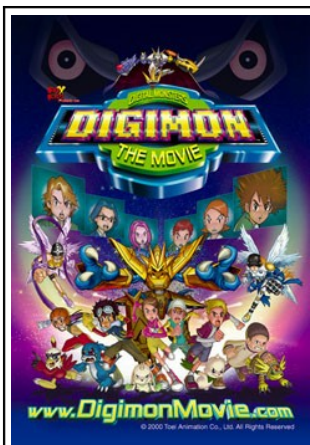 DIGITAL MONSTERS
DIGIMON
THE MOVIE
www.DigimonMovie.com
© 2000 Toei Animation Co., Ltd. All Rights Reserved